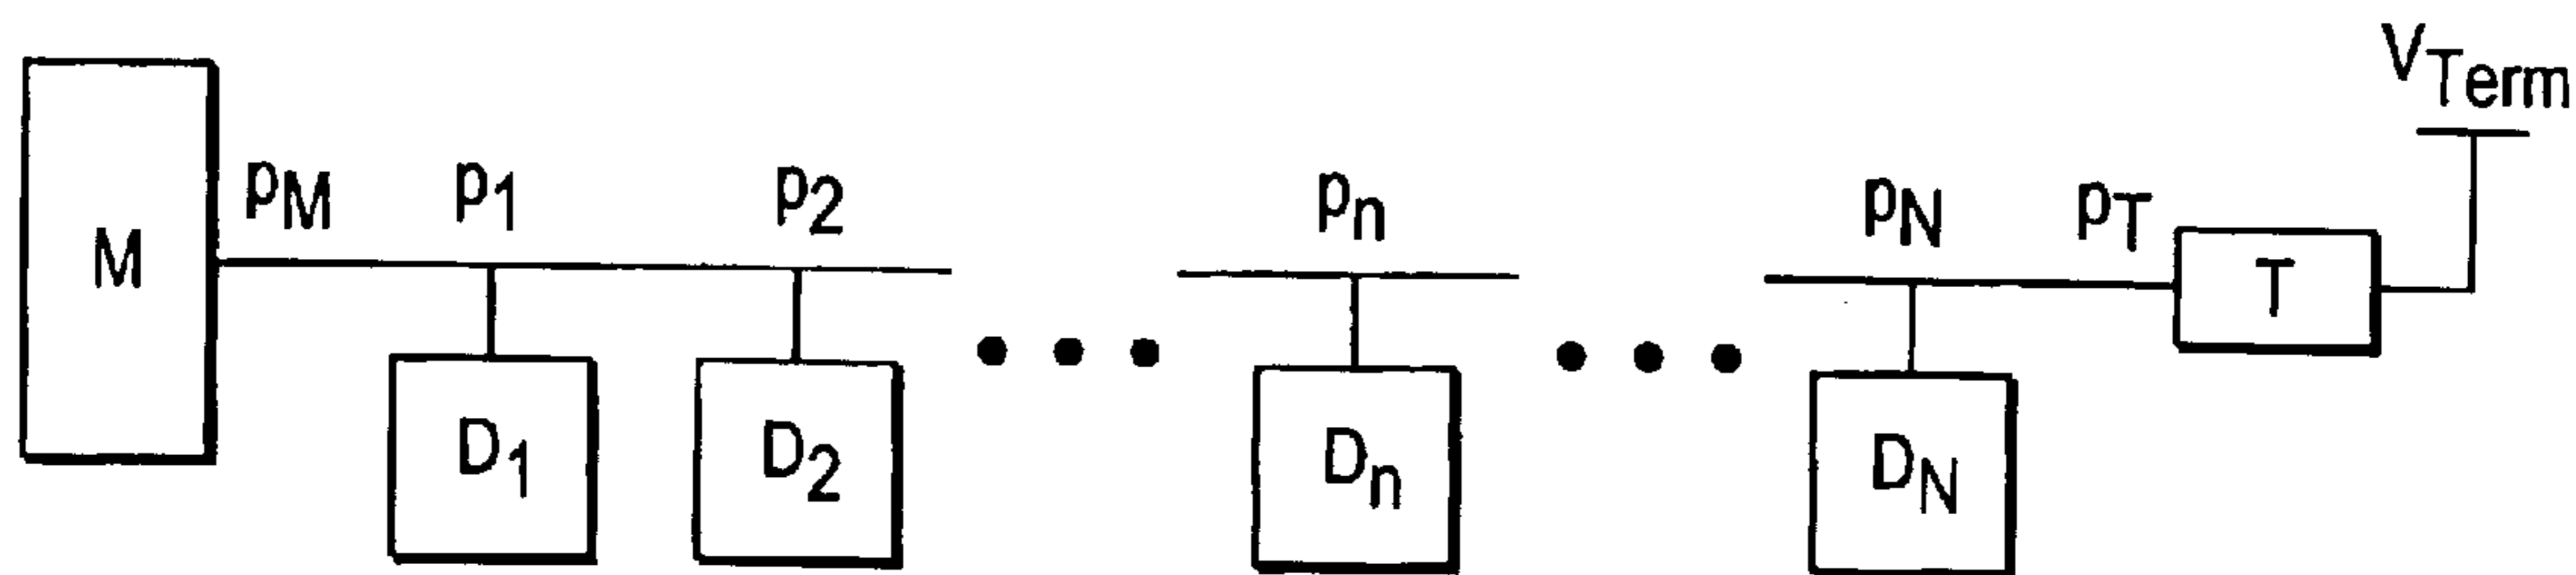 V_Term
p_M p_1 p_2 p_n p_N p_T
M T
D_1 D_2 D_n D_N